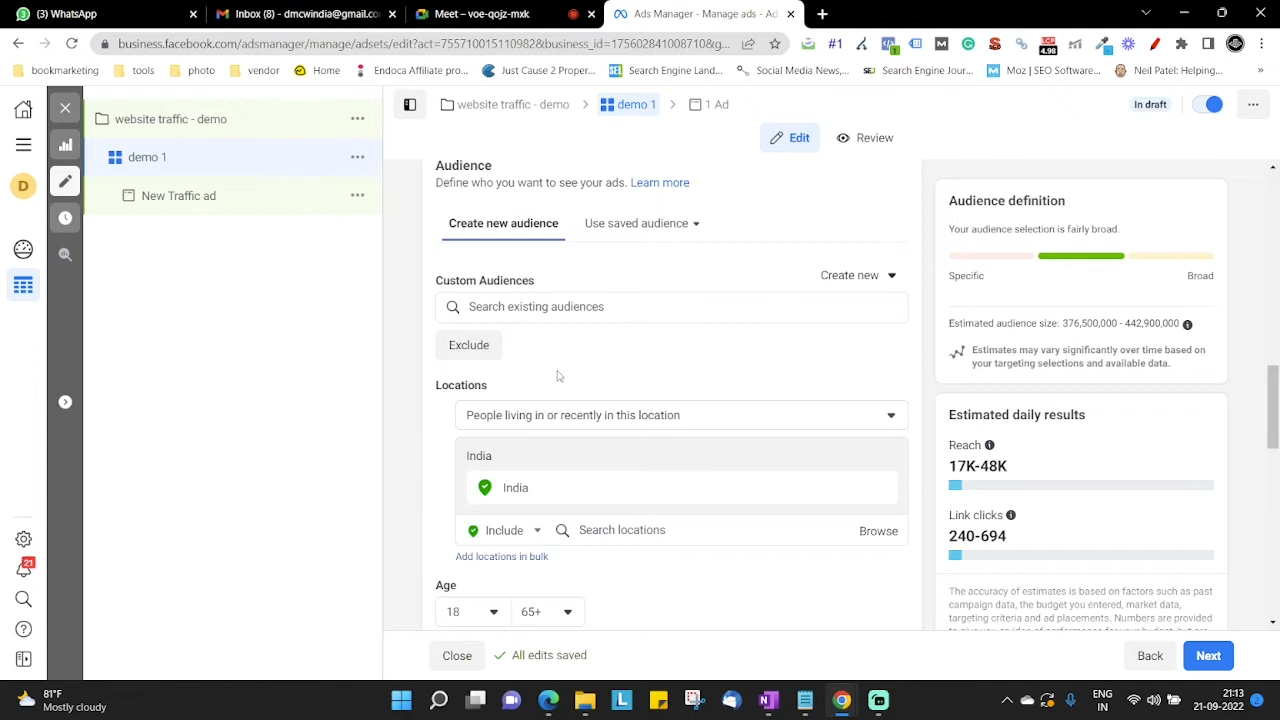 WhatsApp
Inbox (8) - dmcwindia@gmail.co
Meet – voe-qojz-mxk
Ads Manager - Manage ads - Ad
business.facebook.com/adsmanager/manage/adsets/edit?act=755710015110982&business_id=175602841008710&g...
bookmarketing
tools
photo
vendor
Home
Endoca Affiliate pro...
Just Cause 2 Proper...
Search Engine Land...
Social Media News,...
Search Engine Jour...
Moz | SEO Software...
Neil Patel: Helping...
website traffic - demo
demo 1
New Traffic ad
D
21
website traffic - demo
demo 1
1 Ad
In draft
Edit
Review
Audience
Define who you want to see your ads. Learn more
Create new audience
Use saved audience
Custom Audiences
Create new
Search existing audiences
Exclude
Locations
People living in or recently in this location
India
India
Include
Search locations
Browse
Add locations in bulk
Age
18
65+
Audience definition
Your audience selection is fairly broad.
Specific
Broad
Estimated audience size: 376,500,000 - 442,900,000
Estimates may vary significantly over time based on
your targeting selections and available data.
Estimated daily results
Reach
17K-48K
Link clicks
240-694
The accuracy of estimates is based on factors such as past
campaign data, the budget you entered, market data,
targeting criteria and ad placements. Numbers are provided
Close
All edits saved
Back
Next
81°F
Mostly cloudy
ENG
IN
21:13
21-09-2022